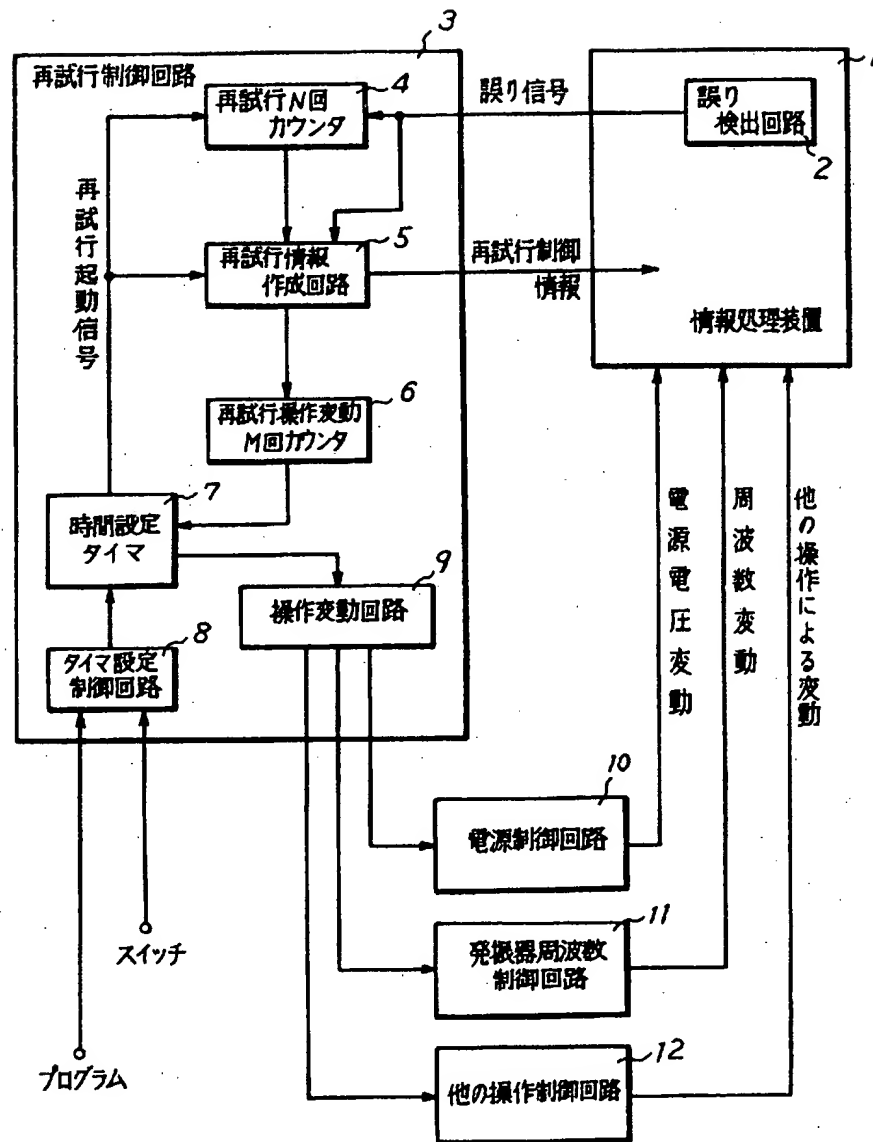 3
再試行制御回路
4
再試行N回
カウンタ
誤り信号
誤り
検出回路
2
再試行起動信号
5
再試行情報
作成回路
再試行制御
情報
情報処理装置
6
再試行操作変動
M回カウンタ
7
時間設定
タイマ
9
操作変動回路
8
タイマ設定
制御回路
電源電圧変動
周波数変動
他の操作による変動
10
電源制御回路
11
発振器周波数
制御回路
12
他の操作制御回路
スイッチ
プログラム